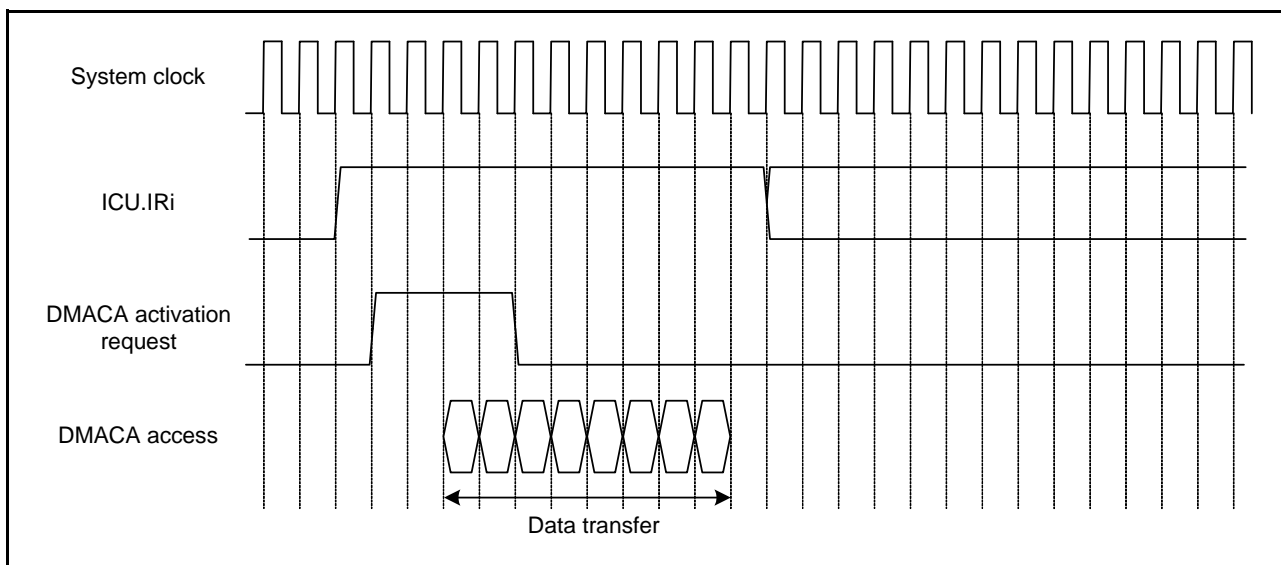 System clock
ICU.IRi
DMACA activation
request
DMACA access
Data transfer